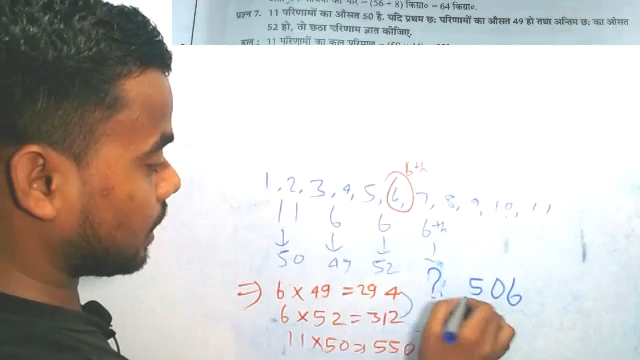 प्रश्न 7. 11 परिणामों का औसत 50 है. यदि प्रथम छः परिणामों का औसत 49 हो तथा अन्तिम छः का औसत
52 हो, तो छठा परिणाम ज्ञात कीजिए.
6th
1, 2, 3, 4, 5, 6, 7, 8, 9, 10, 11
11 6 6 6th
50 49 52 ? 506
⇒ 6 × 49 = 294
6 × 52 = 312
11 × 50 = 550